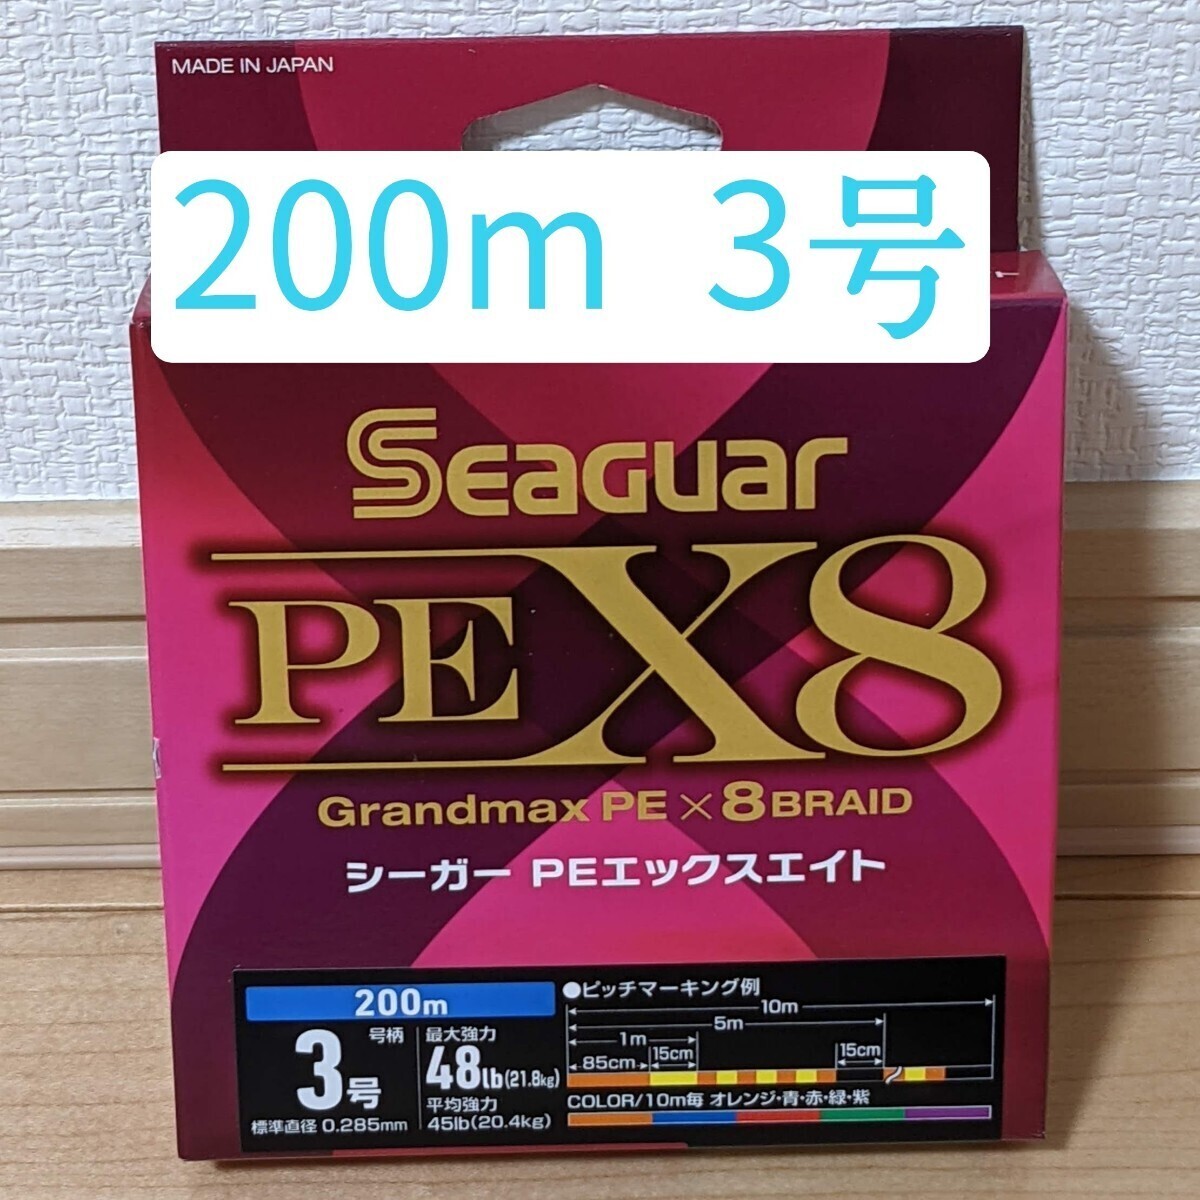 MADE IN JAPAN
200m 3号
Seaguar
PEX8
Grandmax PE×8BRAID
シーガー PEエックスエイト
200m
3号
号柄
標準直径 0.285mm
最大強力
48lb(21.8kg)
平均強力
45lb(20.4kg)
●ピッチマーキング例
10m
5m
1m
85cm
15cm
15cm
COLOR/10m毎 オレンジ・青・赤・緑・紫